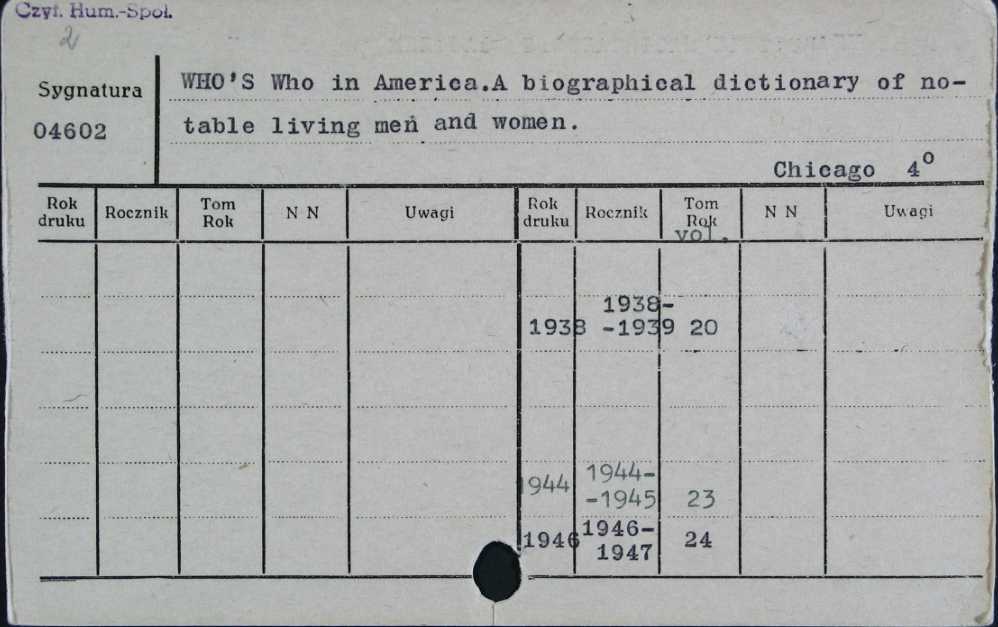 Czyt. Hum.-Społ.
2
Sygnatura
04602
WHO'S Who in America.A biographical dictionary of no-
table living men and women.
Chicago 4°
Rok druku Rocznik Tom Rok N N Uwagi Rok druku Rocznik Tom Rok N N Uwagi
vol.
1938-
1938 -1939 20
1944-
1944 -1945 23
1946-
1946 1947 24